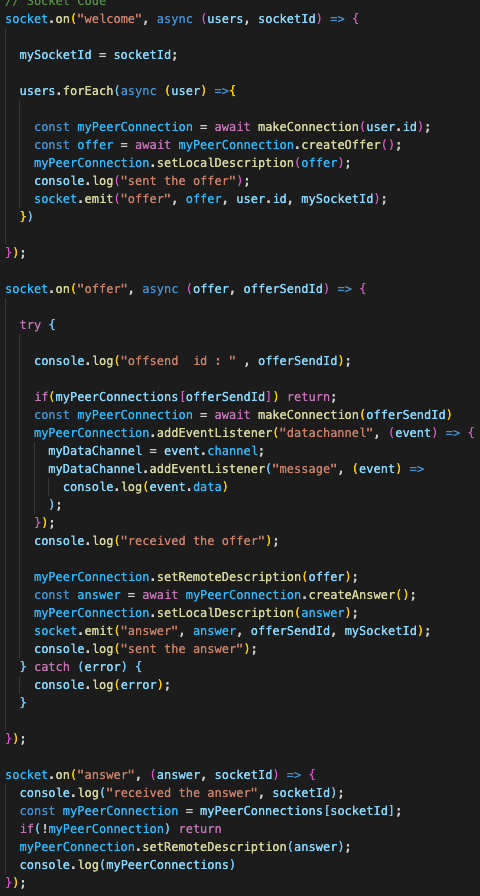 // Socket Code
socket.on("welcome", async (users, socketId) => {
mySocketId = socketId;
users.forEach(async (user) =>{
const myPeerConnection = await makeConnection(user.id);
const offer = await myPeerConnection.createOffer();
myPeerConnection.setLocalDescription(offer);
console.log("sent the offer");
socket.emit("offer", offer, user.id, mySocketId);
})
});
socket.on("offer", async (offer, offerSendId) => {
try {
console.log("offsend  id : " , offerSendId);
if(myPeerConnections[offerSendId]) return;
const myPeerConnection = await makeConnection(offerSendId)
myPeerConnection.addEventListener("datachannel", (event) => {
myDataChannel = event.channel;
myDataChannel.addEventListener("message", (event) =>
console.log(event.data)
);
});
console.log("received the offer");
myPeerConnection.setRemoteDescription(offer);
const answer = await myPeerConnection.createAnswer();
myPeerConnection.setLocalDescription(answer);
socket.emit("answer", answer, offerSendId, mySocketId);
console.log("sent the answer");
} catch (error) {
console.log(error);
}
});
socket.on("answer", (answer, socketId) => {
console.log("received the answer", socketId);
const myPeerConnection = myPeerConnections[socketId];
if(!myPeerConnection) return
myPeerConnection.setRemoteDescription(answer);
console.log(myPeerConnections)
});